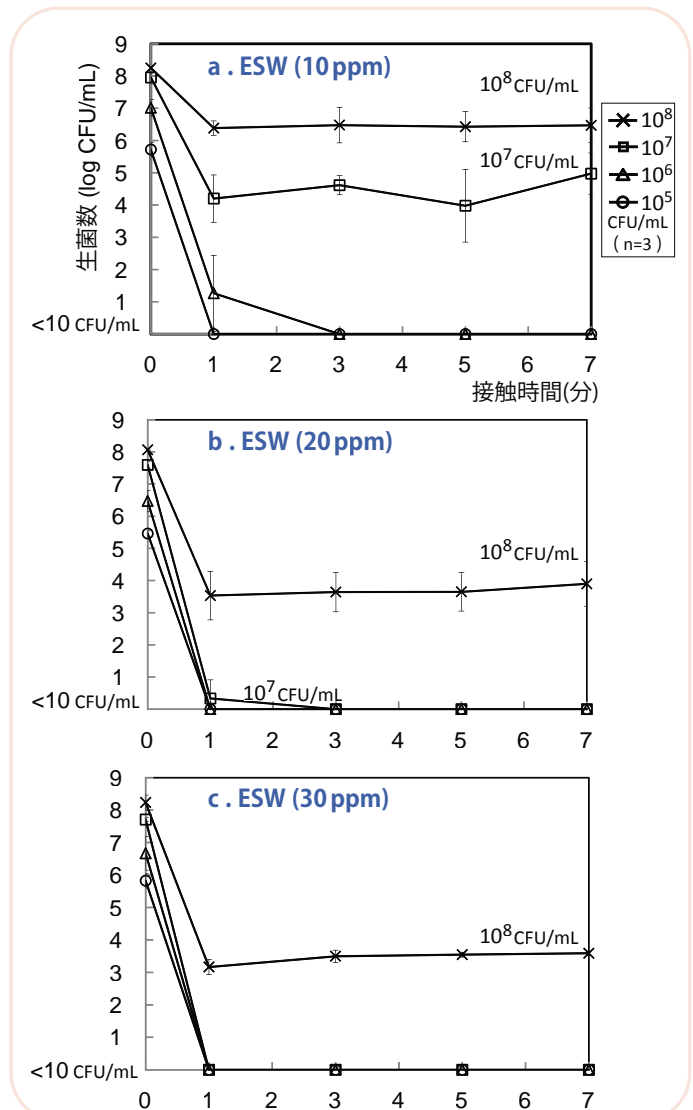 a . ESW (10 ppm)
9
8
7
6
5
4
3
2
1
<10 CFU/mL
生菌数 (log CFU/mL)
10⁸CFU/mL
10⁷CFU/mL
0 1 2 3 4 5 6 7
接触時間(分)
10⁸
10⁷
10⁶
10⁵
CFU/mL
( n=3 )
b . ESW (20 ppm)
9
8
7
6
5
4
3
2
1
<10 CFU/mL
10⁸CFU/mL
10⁷CFU/mL
0 1 2 3 4 5 6 7
c . ESW (30 ppm)
9
8
7
6
5
4
3
2
1
<10 CFU/mL
10⁸CFU/mL
0 1 2 3 4 5 6 7